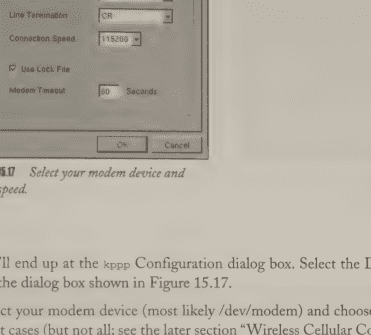 Line Termination CR
Connection Speed 115200
Use Lock File
Modem Timeout 60 Seconds
OK Cancel
15.17 Select your modem device and
speed.
'll end up at the kppp Configuration dialog box. Select the D
the dialog box shown in Figure 15.17.
ct your modem device (most likely /dev/modem) and choose
t cases (but not all; see the later section "Wireless Cellular Co